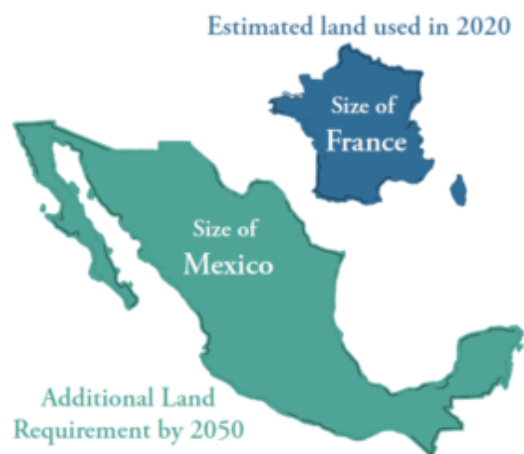 Estimated land used in 2020
Size of
France
Size of
Mexico
Additional Land
Requirement by 2050